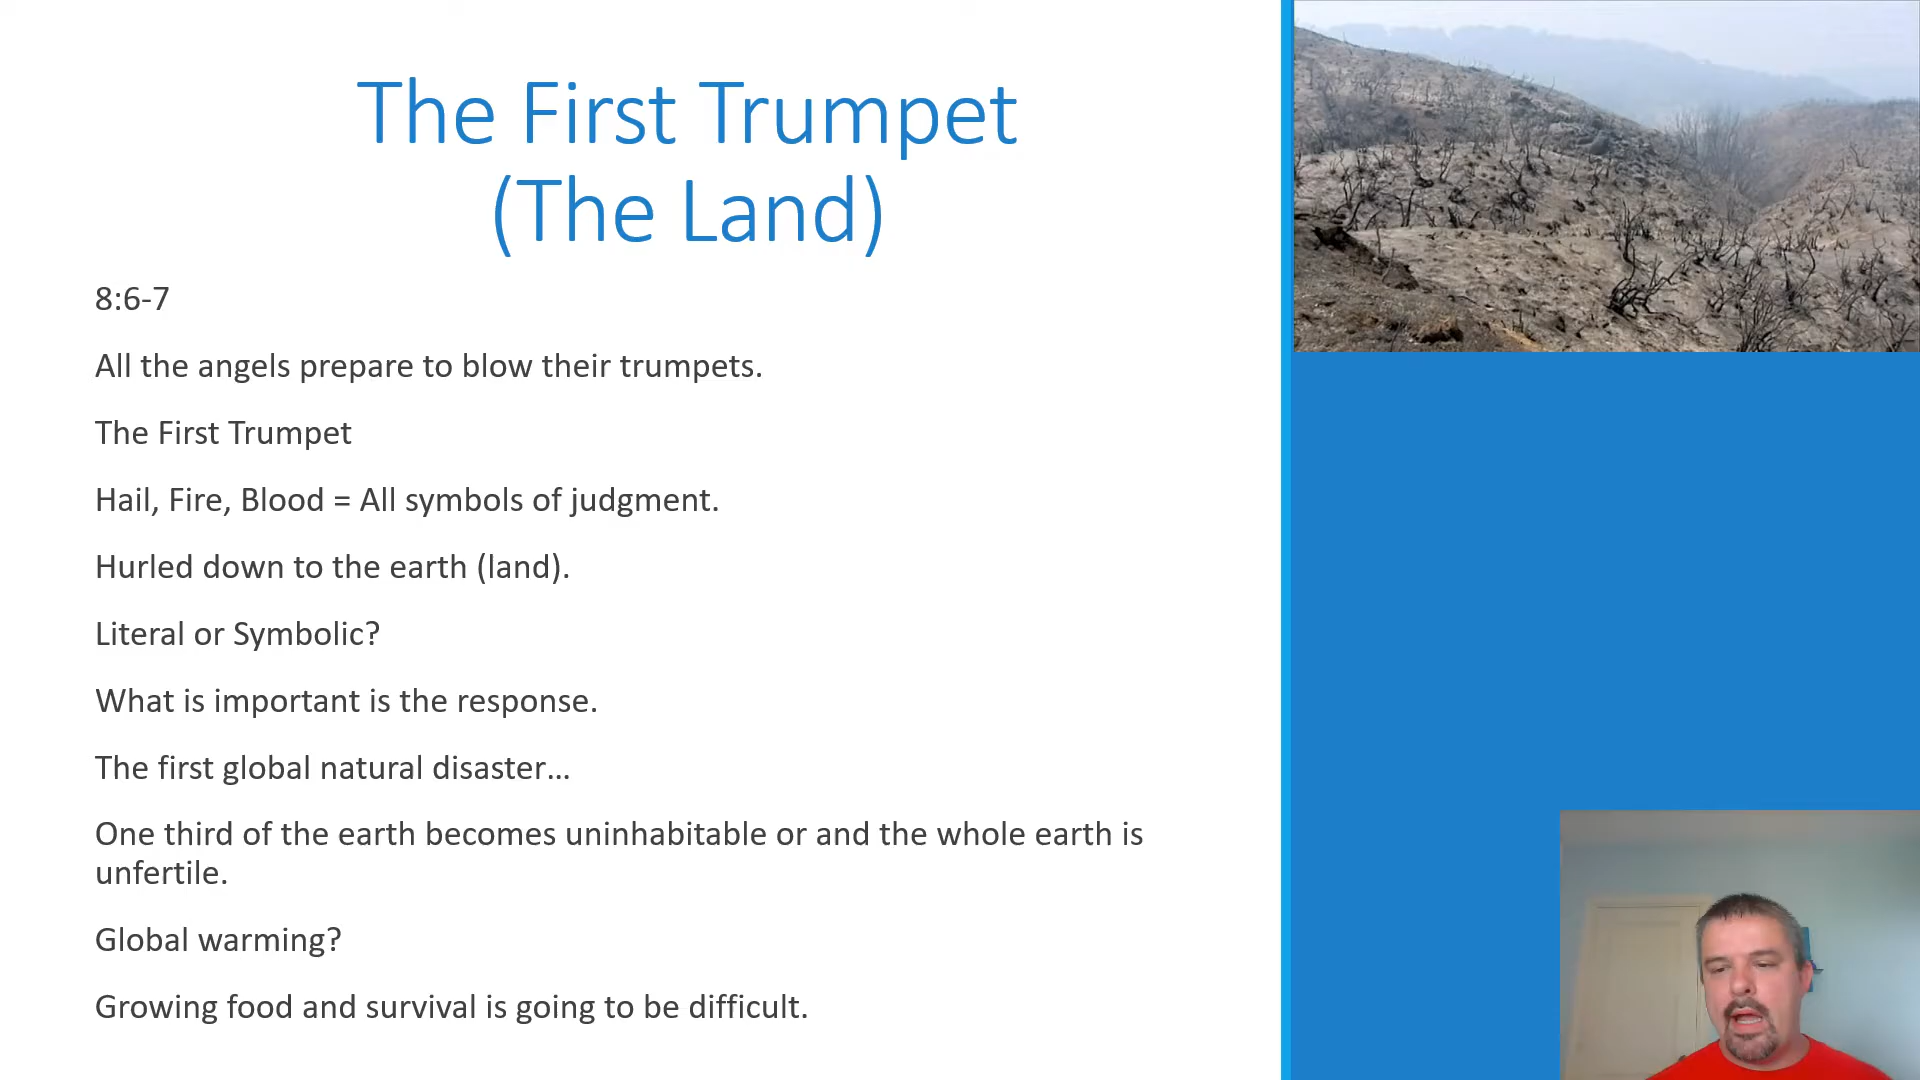 The First Trumpet
(The Land)
8:6-7
All the angels prepare to blow their trumpets.
The First Trumpet
Hail, Fire, Blood = All symbols of judgment.
Hurled down to the earth (land).
Literal or Symbolic?
What is important is the response.
The first global natural disaster…
One third of the earth becomes uninhabitable or and the whole earth is
unfertile.
Global warming?
Growing food and survival is going to be difficult.